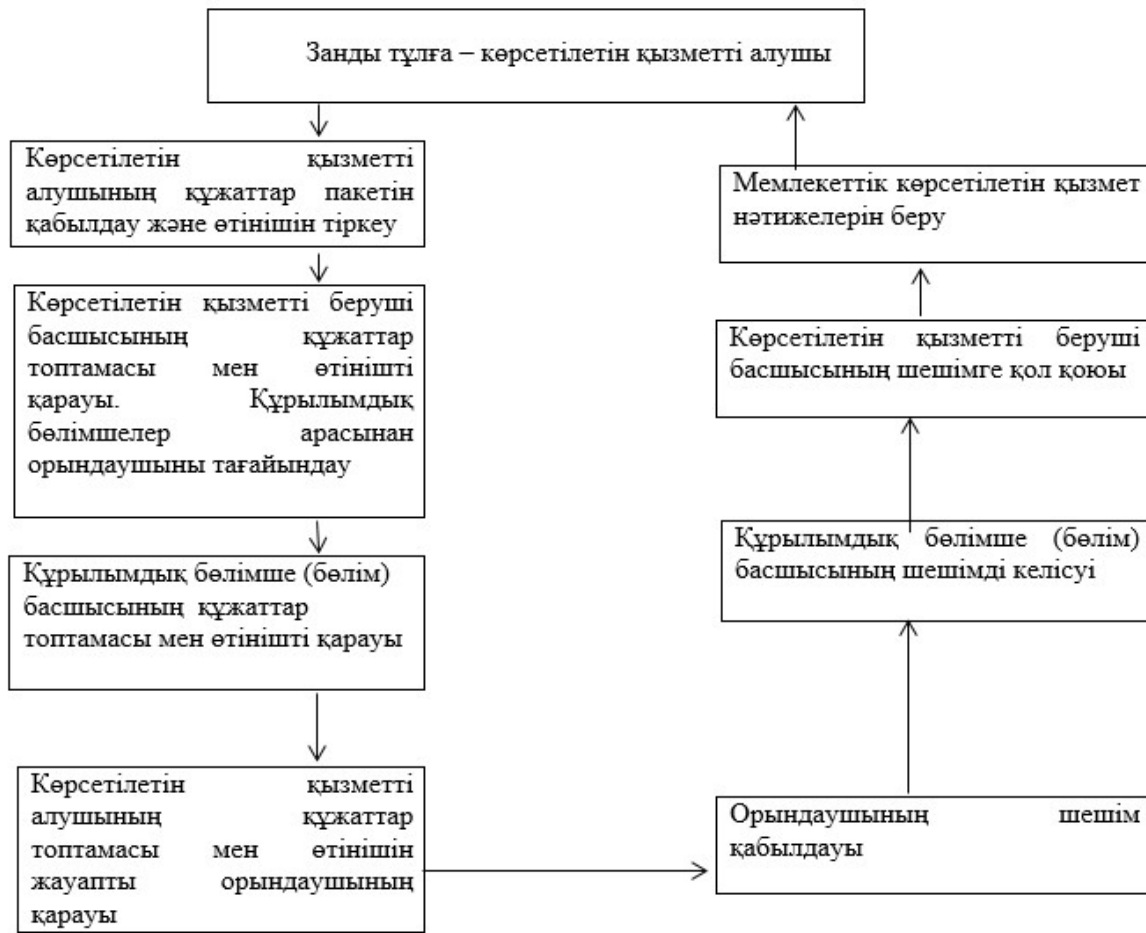 Занды тұлға – көрсетілетін қызметті алушы
Көрсетілетін қызметті
алушының құжаттар пакетін
қабылдау және өтінішін тіркеу
Көрсетілетін қызметті беруші
басшысының құжаттар
топтамасы мен өтінішті
қарауы. Құрылымдық
бөлімшелер арасынан
орындаушыны тағайындау
Құрылымдық бөлімше (бөлім)
басшысының құжаттар
топтамасы мен өтінішті қарауы
Көрсетілетін қызметті
алушының құжаттар
топтамасы мен өтінішін
жауапты орындаушының
қарауы
Орындаушының шешім
қабылдауы
Құрылымдық бөлімше (бөлім)
басшысының шешімді келісуі
Көрсетілетін қызметті беруші
басшысының шешімге қол қоюы
Мемлекеттік көрсетілетін қызмет
нәтижелерін беру